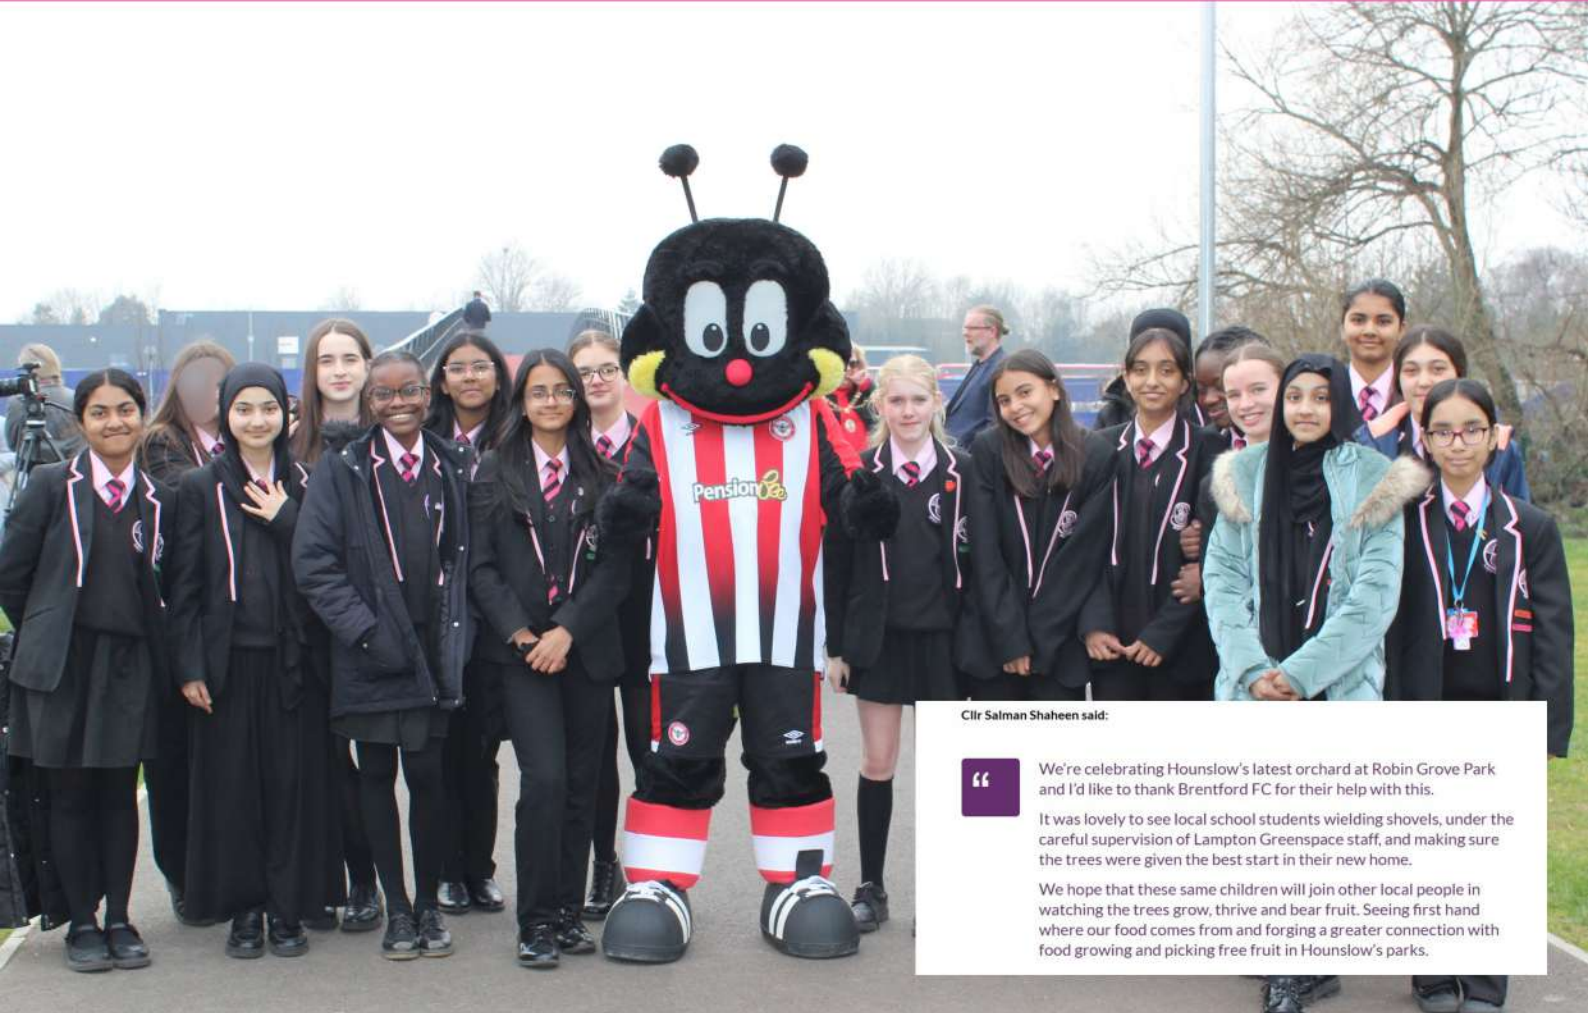 PensionBee
Cllr Salman Shaheen said:
“
We're celebrating Hounslow's latest orchard at Robin Grove Park
and I'd like to thank Brentford FC for their help with this.
It was lovely to see local school students wielding shovels, under the
careful supervision of Lampton Greenspace staff, and making sure
the trees were given the best start in their new home.
We hope that these same children will join other local people in
watching the trees grow, thrive and bear fruit. Seeing first hand
where our food comes from and forging a greater connection with
food growing and picking free fruit in Hounslow's parks.